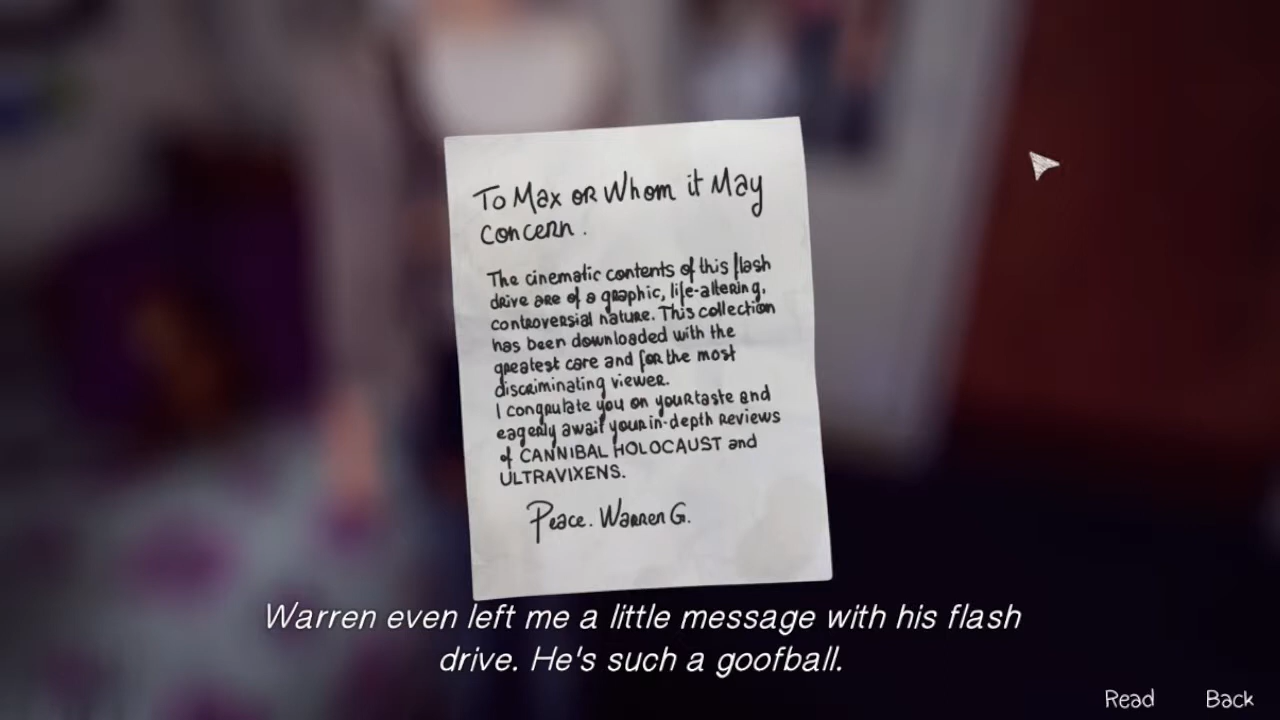 To Max or Whom it May
Concern.
The cinematic contents of this flash
drive are of a graphic, life-altering,
controversial nature. This collection
has been downloaded with the
greatest care and for the most
discriminating viewer.
I congrulate you on your taste and
eagerly await your in-depth Reviews
of CANNIBAL HOLOCAUST and
ULTRAVIXENS.
Peace. Warren G.
Warren even left me a little message with his flash
drive. He's such a goofball.
Read Back